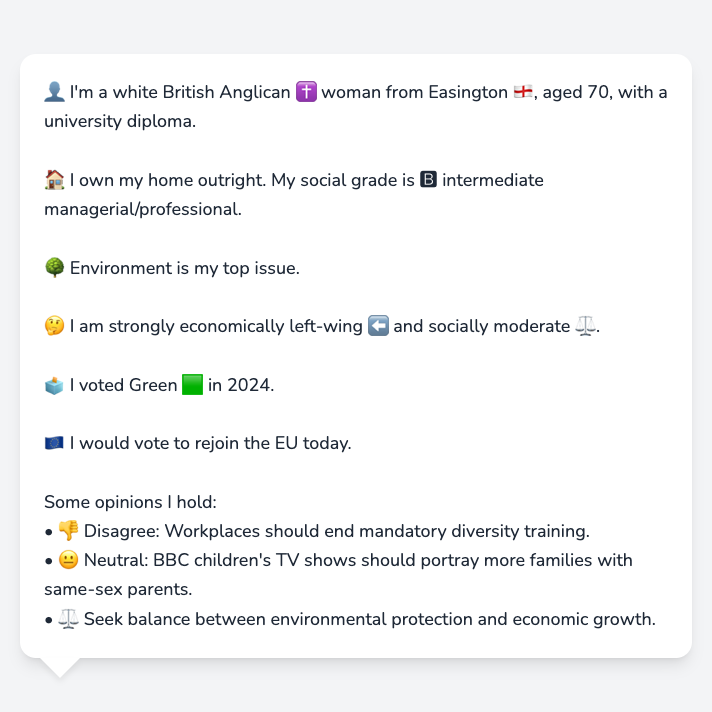 👤 I'm a white British Anglican ✝️ woman from Easington 🏴󠁧󠁢󠁥󠁮󠁧󠁿, aged 70, with a
university diploma.
🏠 I own my home outright. My social grade is 🅱 intermediate
managerial/professional.
🌳 Environment is my top issue.
🤔 I am strongly economically left-wing ⬅️ and socially moderate ⚖️.
🗳️ I voted Green 🟩 in 2024.
🇪🇺 I would vote to rejoin the EU today.
Some opinions I hold:
• 👎 Disagree: Workplaces should end mandatory diversity training.
• 😐 Neutral: BBC children's TV shows should portray more families with
same-sex parents.
• ⚖️ Seek balance between environmental protection and economic growth.